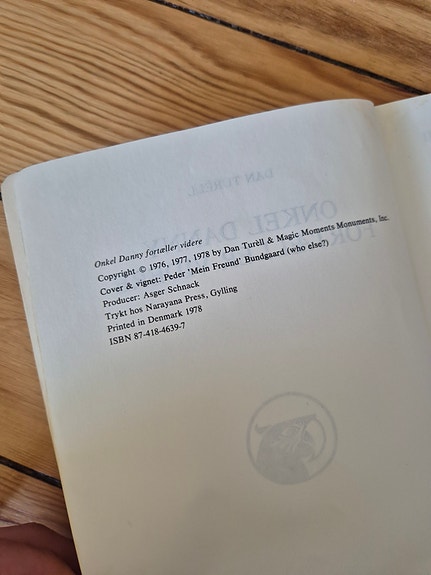 Onkel Danny fortæller videre
Copyright © 1976, 1977, 1978 by Dan Turèll & Magic Moments Monuments, Inc.
Cover & vignet: Peder 'Mein Freund' Bundgaard (who else?)
Producer: Asger Schnack
Trykt hos Narayana Press, Gylling
Printed in Denmark 1978
ISBN 87-418-4639-7